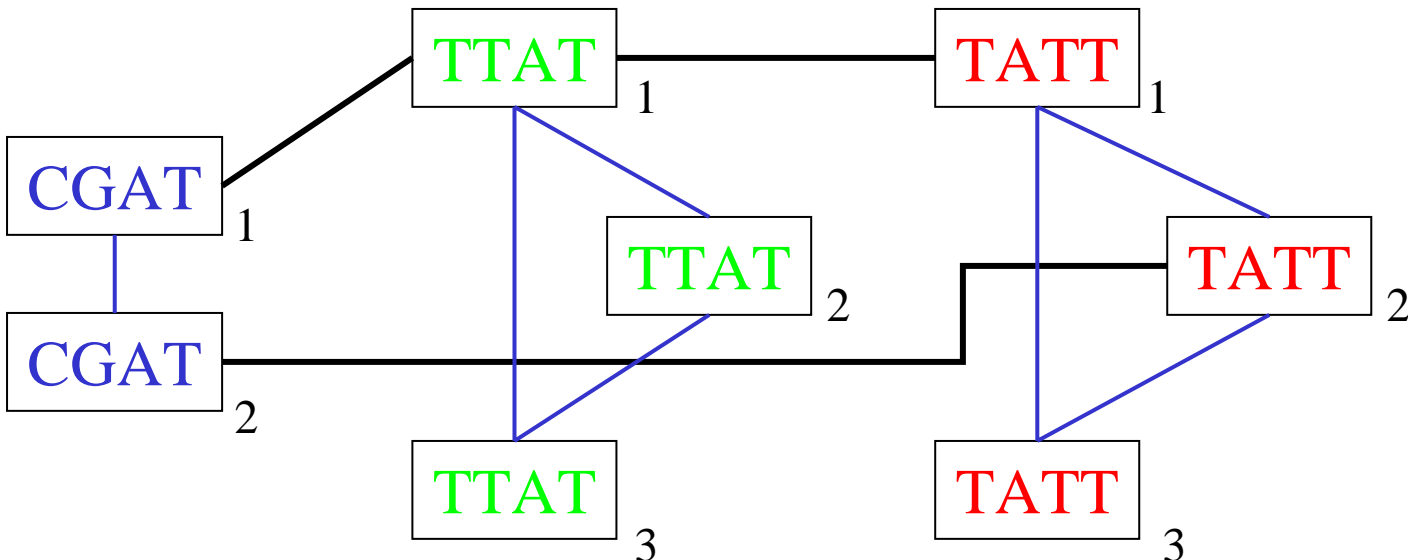 TTAT 1 TATT 1
CGAT 1
TTAT 2 TATT 2
CGAT 2
TTAT 3 TATT 3